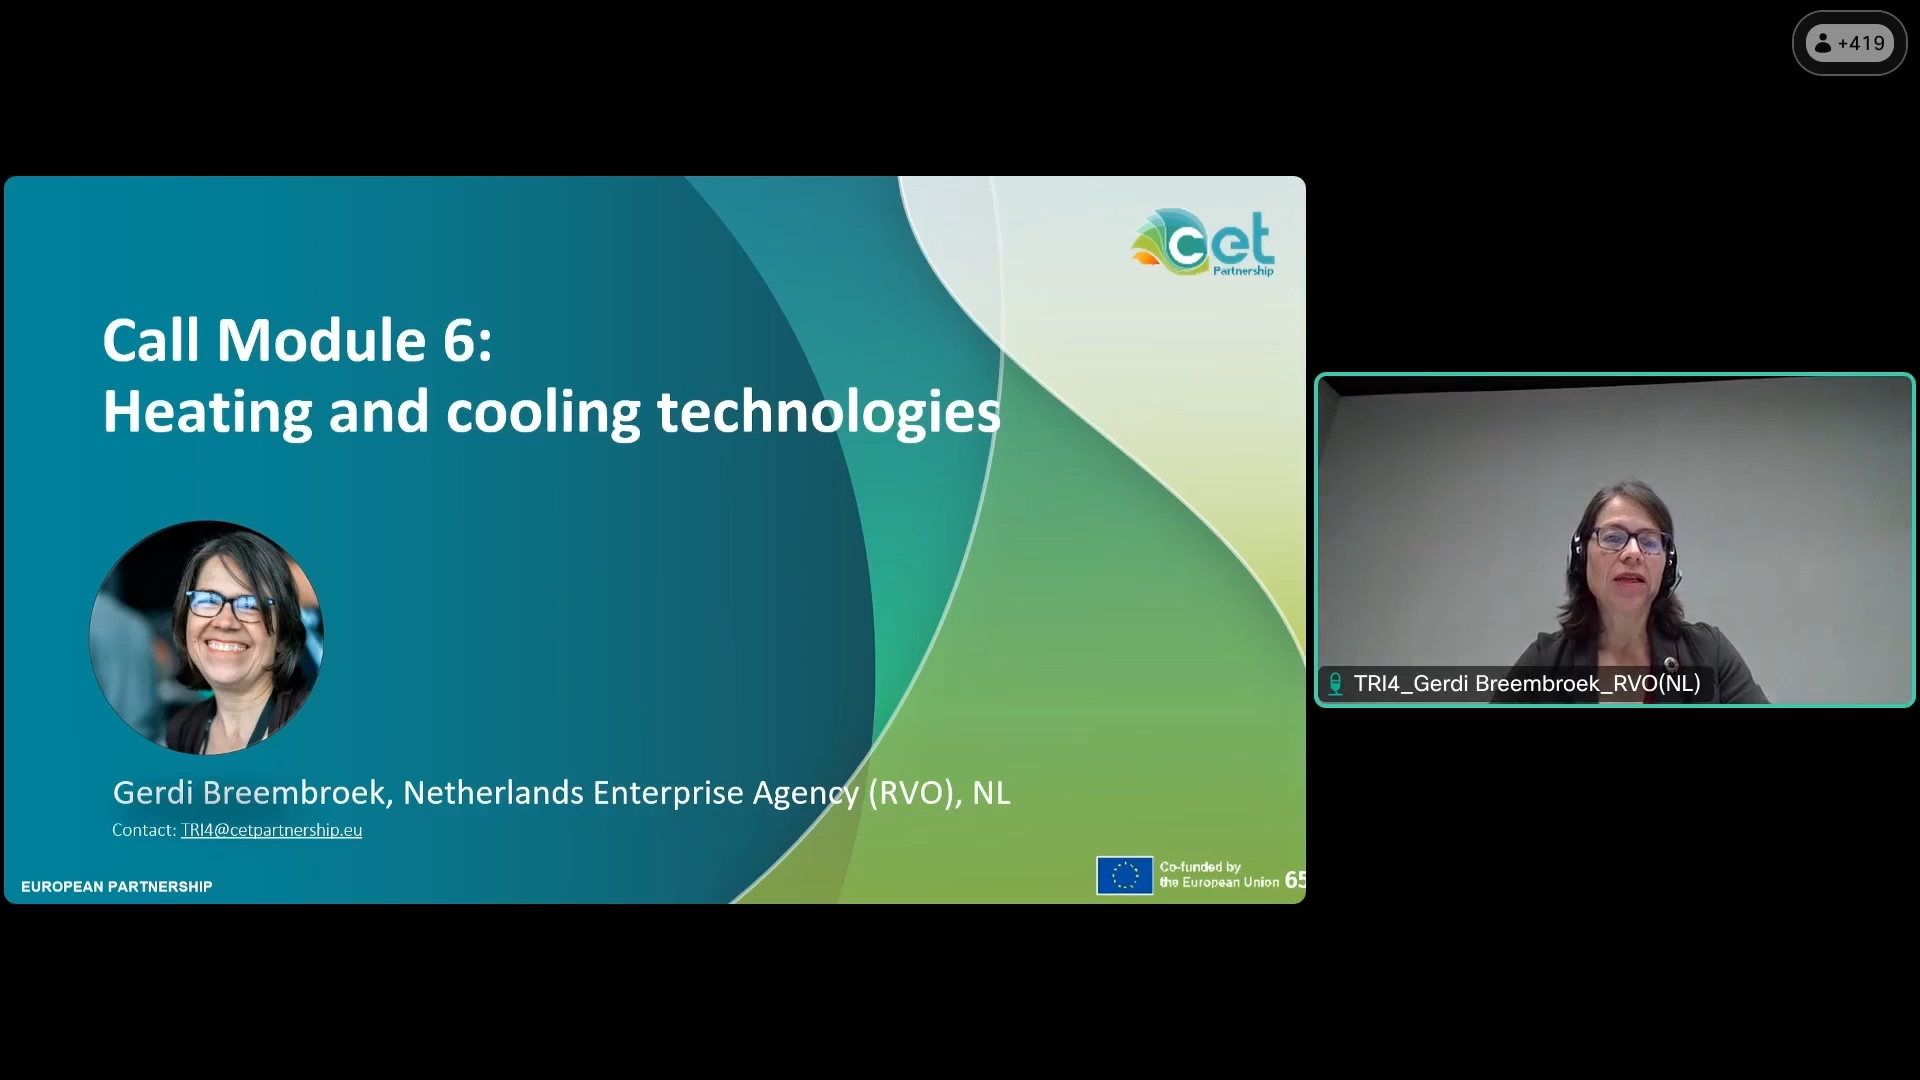 +419
cet
Partnership
Call Module 6:
Heating and cooling technologies
Gerdi Breembroek, Netherlands Enterprise Agency (RVO), NL
Contact: TRI4@cetpartnership.eu
EUROPEAN PARTNERSHIP
Co-funded by
the European Union
65
TRI4_Gerdi Breembroek_RVO(NL)